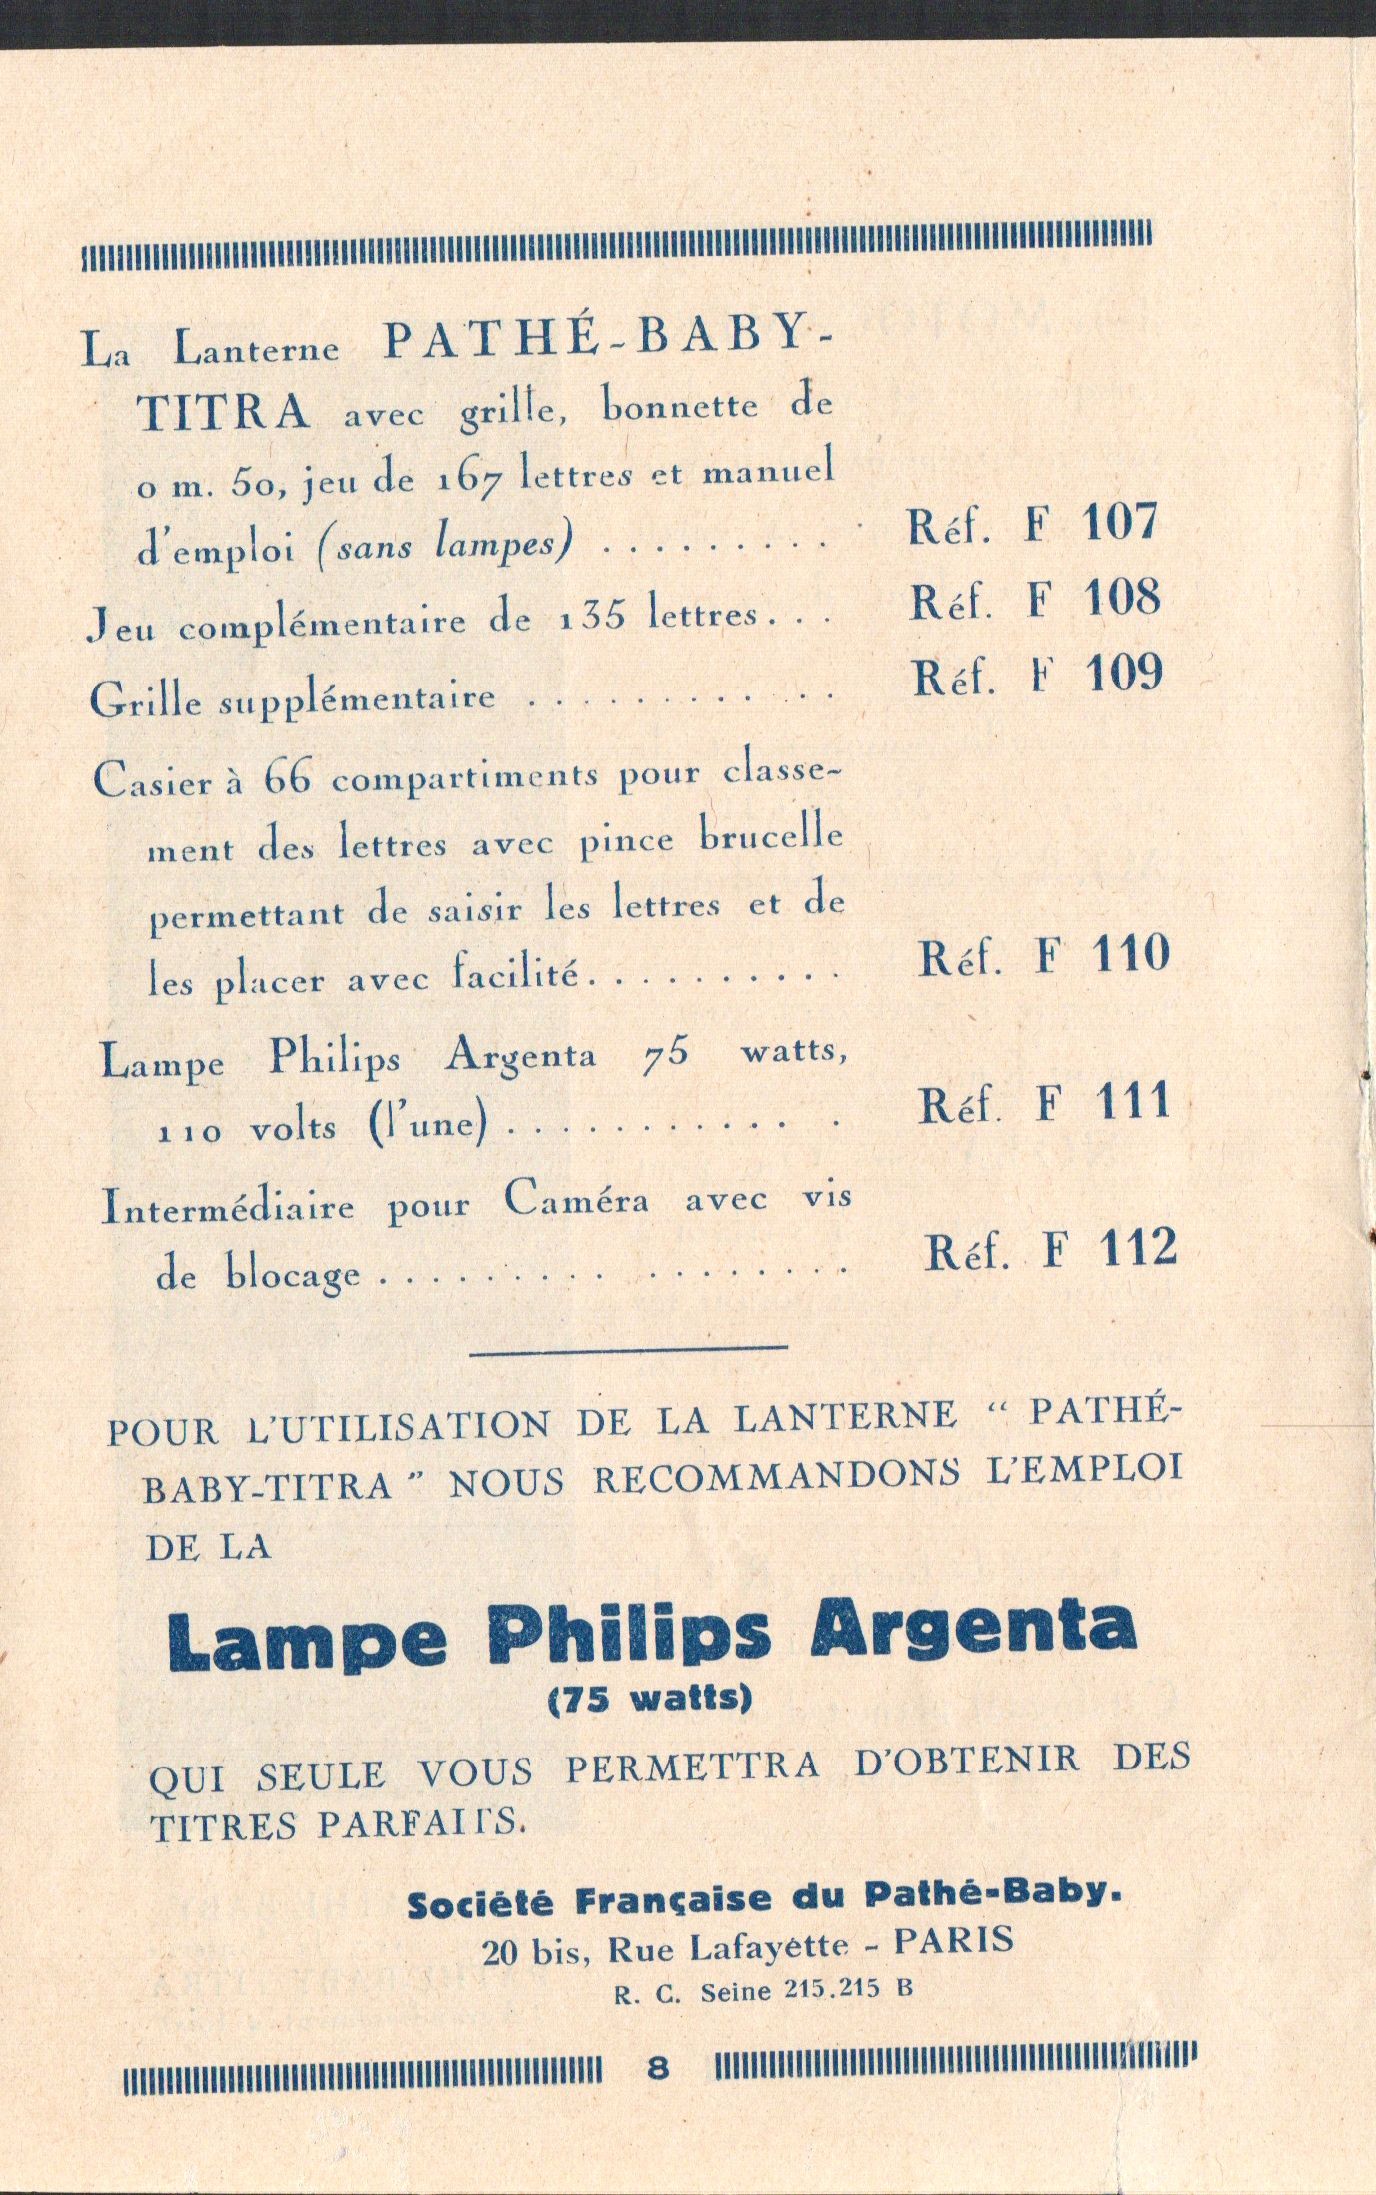 La Lanterne PATHÉ-BABY-
TITRA avec grille, bonnette de
0 m. 50, jeu de 167 lettres et manuel
d'emploi (sans lampes) ......... Réf. F 107
Jeu complémentaire de 135 lettres... Réf. F 108
Grille supplémentaire ............ Réf. F 109
Casier à 66 compartiments pour classe-
ment des lettres avec pince brucelle
permettant de saisir les lettres et de
les placer avec facilité.......... Réf. F 110
Lampe Philips Argenta 75 watts,
110 volts (l'une) ............ Réf. F 111
Intermédiaire pour Caméra avec vis
de blocage ................. Réf. F 112
POUR L'UTILISATION DE LA LANTERNE “ PATHÉ-
BABY-TITRA ” NOUS RECOMMANDONS L'EMPLOI
DE LA
Lampe Philips Argenta
(75 watts)
QUI SEULE VOUS PERMETTRA D'OBTENIR DES
TITRES PARFAITS.
Société Française du Pathé-Baby.
20 bis, Rue Lafayette - PARIS
R. C. Seine 215.215 B
8